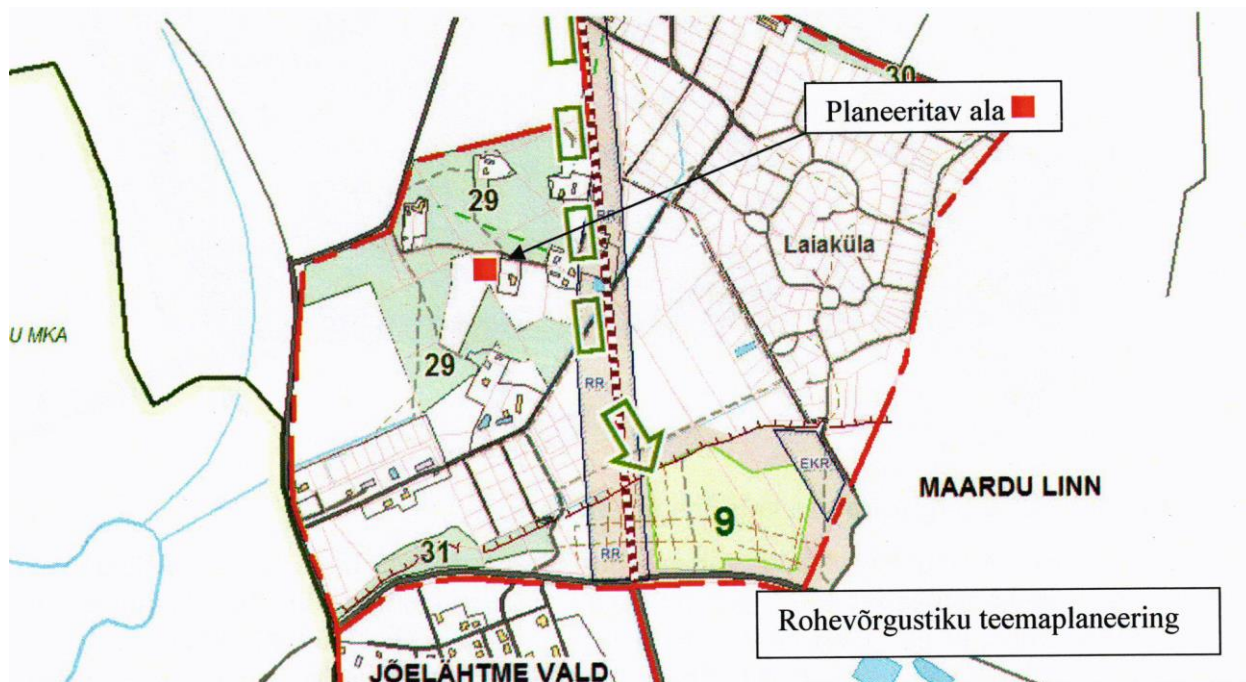 30
Planeeritav ala
29
RR
Laiaküla
U MKA
29
RR
EKR
MAARDU LINN
9
31
RR
Rohevõrgustiku teemaplaneering
JÕELÄHTME VALD